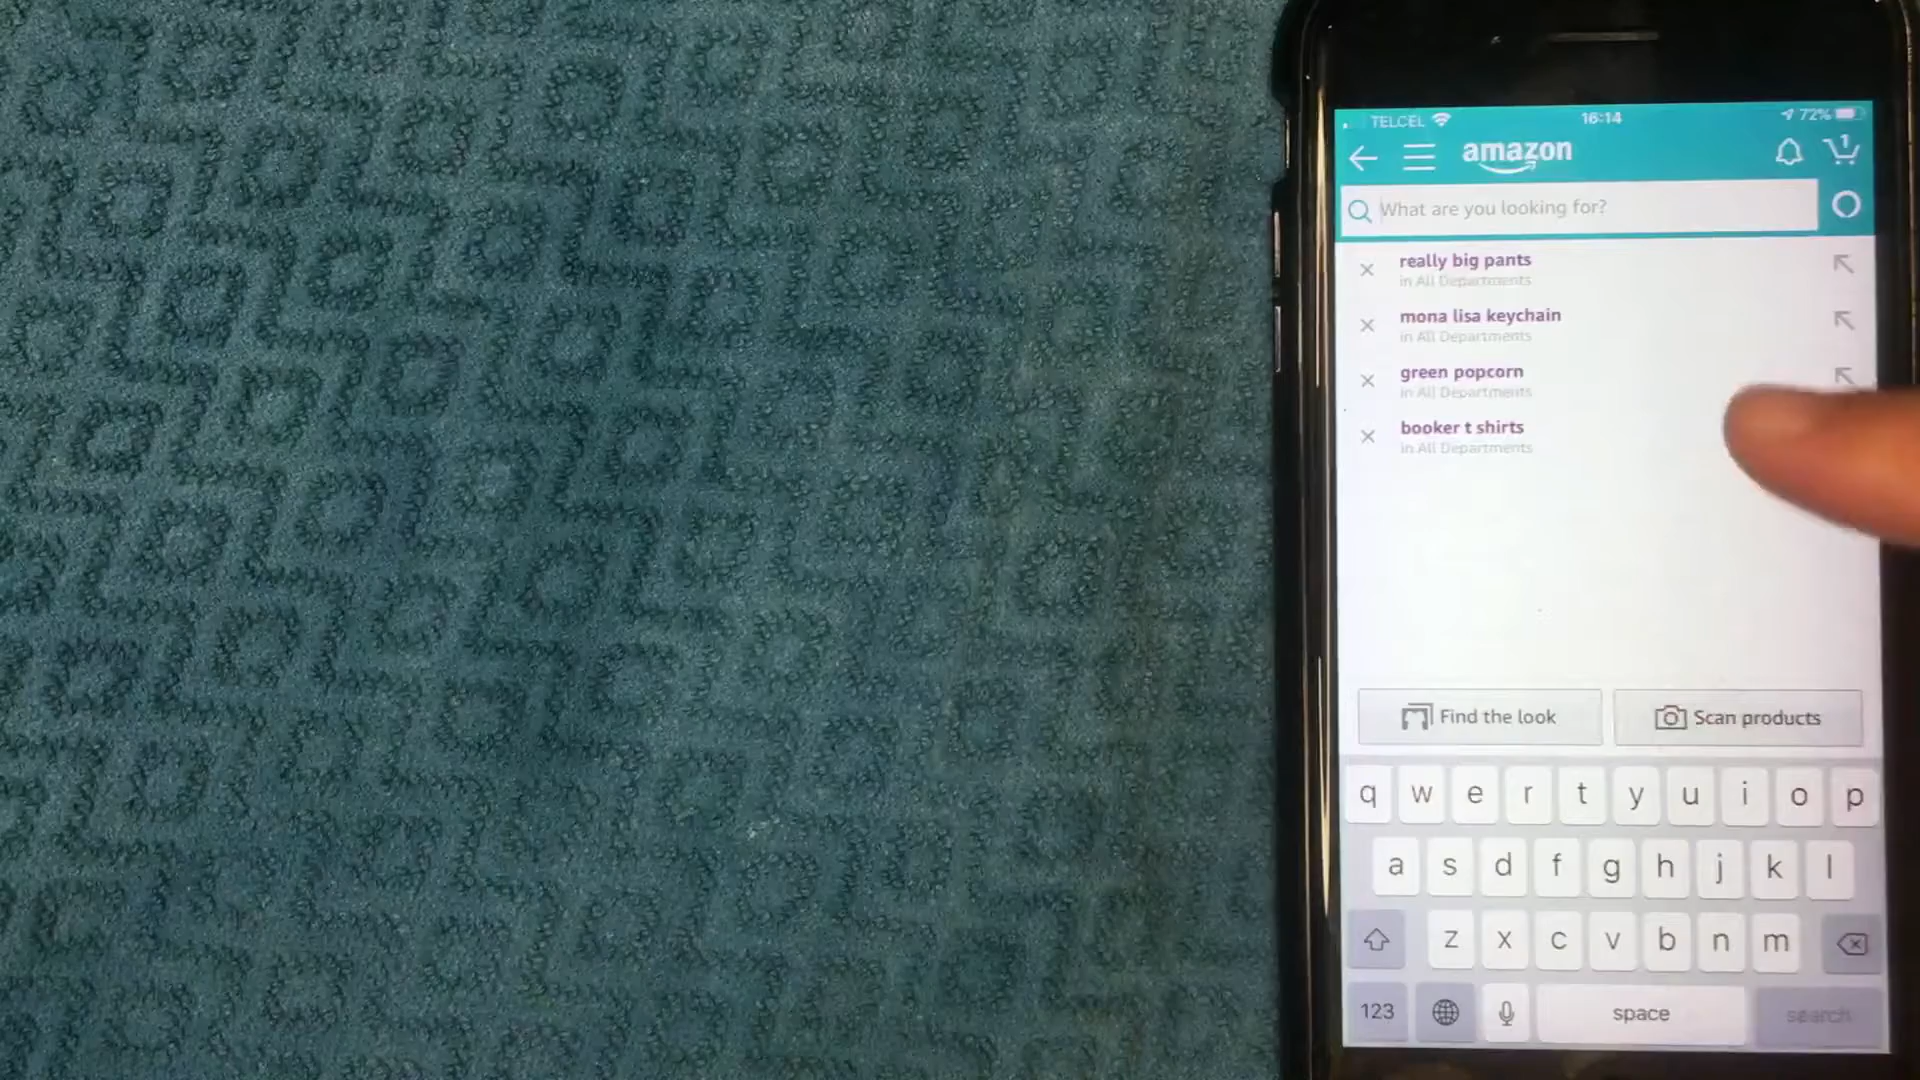 TELCEL 16:14 72%
amazon 1
What are you looking for?
really big pants
in All Departments
mona lisa keychain
in All Departments
green popcorn
in All Departments
booker t shirts
in All Departments
Find the look Scan products
q w e r t y u i o p
a s d f g h j k l
z x c v b n m
123 space search